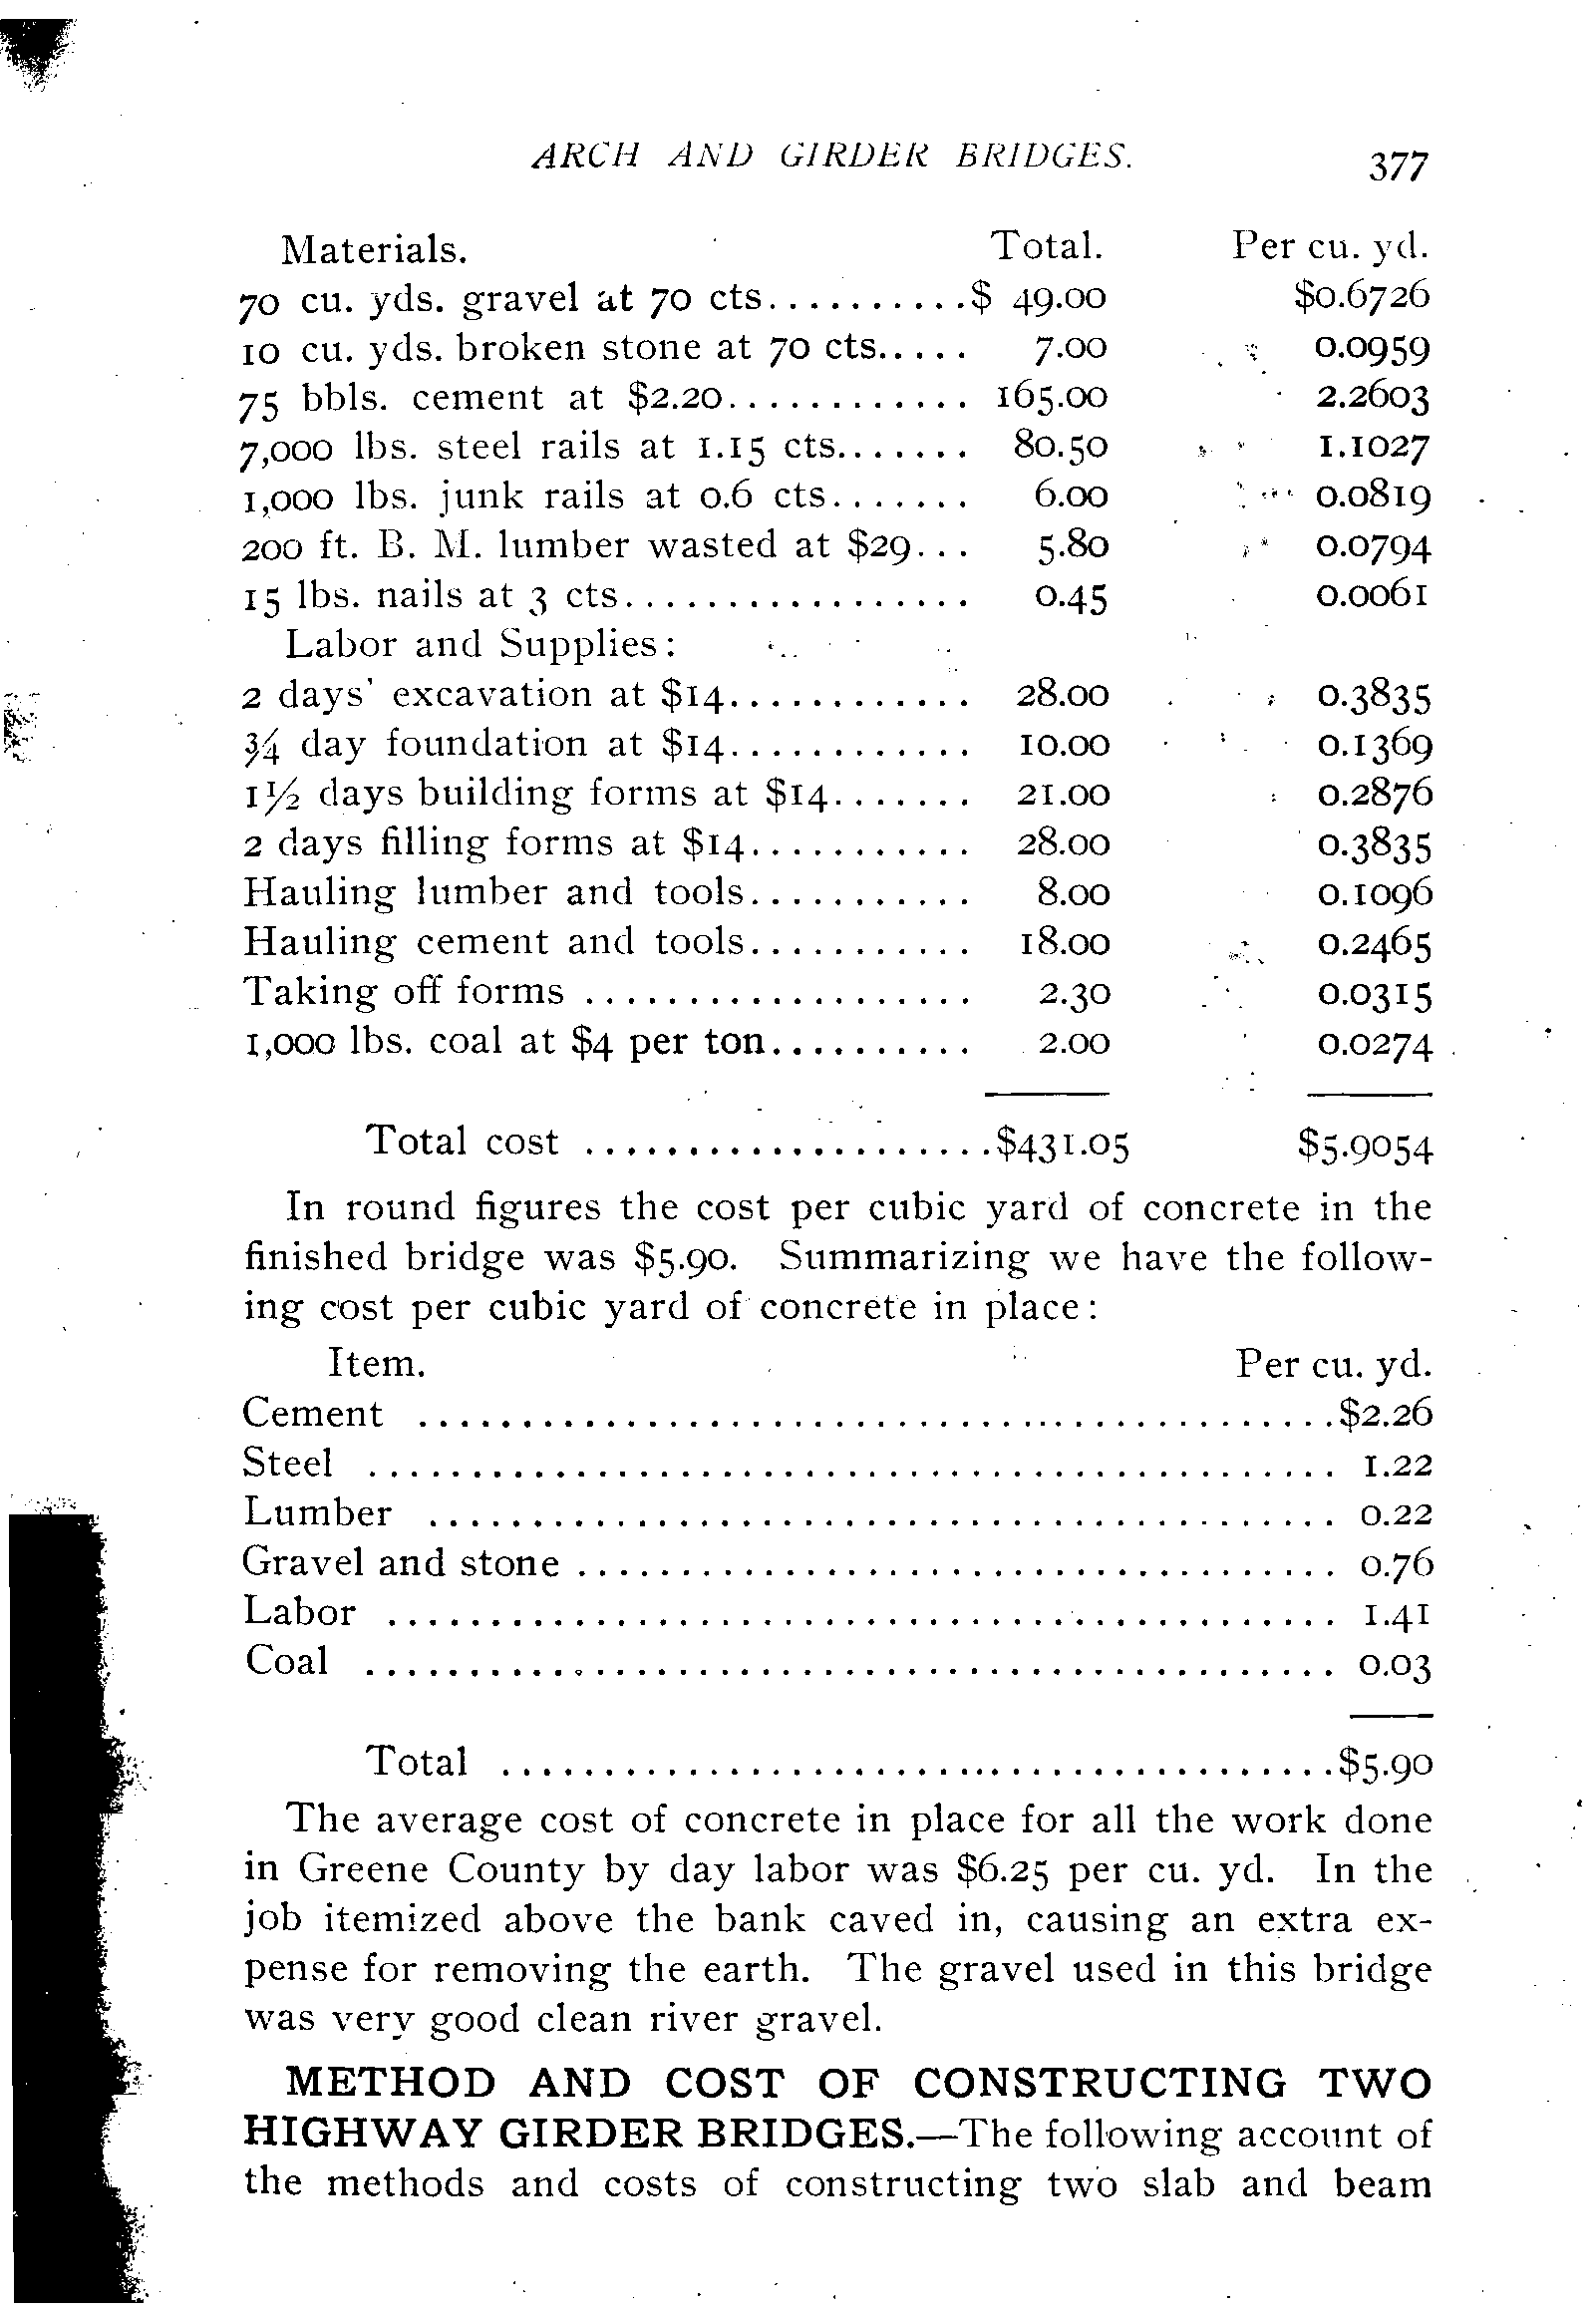 ARCH AND GIRDER BRIDGES. 377
Materials. Total. Per cu. yd.
70 cu. yds. gravel at 70 cts..........$ 49.00 $0.6726
10 cu. yds. broken stone at 70 cts..... 7.00 0.0959
75 bbls. cement at $2.20............ 165.00 2.2603
7,000 lbs. steel rails at 1.15 cts....... 80.50 1.1027
1,000 lbs. junk rails at 0.6 cts....... 6.00 0.0819
200 ft. B. M. lumber wasted at $29... 5.80 0.0794
15 lbs. nails at 3 cts................. 0.45 0.0061
Labor and Supplies:
2 days' excavation at $14............ 28.00 0.3835
¾ day foundation at $14............ 10.00 0.1369
1½ days building forms at $14....... 21.00 0.2876
2 days filling forms at $14........... 28.00 0.3835
Hauling lumber and tools........... 8.00 0.1096
Hauling cement and tools........... 18.00 0.2465
Taking off forms ................... 2.30 0.0315
1,000 lbs. coal at $4 per ton.......... 2.00 0.0274
Total cost ....................$431.05 $5.9054
In round figures the cost per cubic yard of concrete in the
finished bridge was $5.90. Summarizing we have the follow-
ing cost per cubic yard of concrete in place:
Item. Per cu. yd.
Cement .............................................$2.26
Steel ............................................... 1.22
Lumber ............................................ 0.22
Gravel and stone ..................................... 0.76
Labor .............................................. 1.41
Coal ............................................... 0.03
Total .........................................$5.90
The average cost of concrete in place for all the work done
in Greene County by day labor was $6.25 per cu. yd. In the
job itemized above the bank caved in, causing an extra ex-
pense for removing the earth. The gravel used in this bridge
was very good clean river gravel.
METHOD AND COST OF CONSTRUCTING TWO
HIGHWAY GIRDER BRIDGES.—The following account of
the methods and costs of constructing two slab and beam